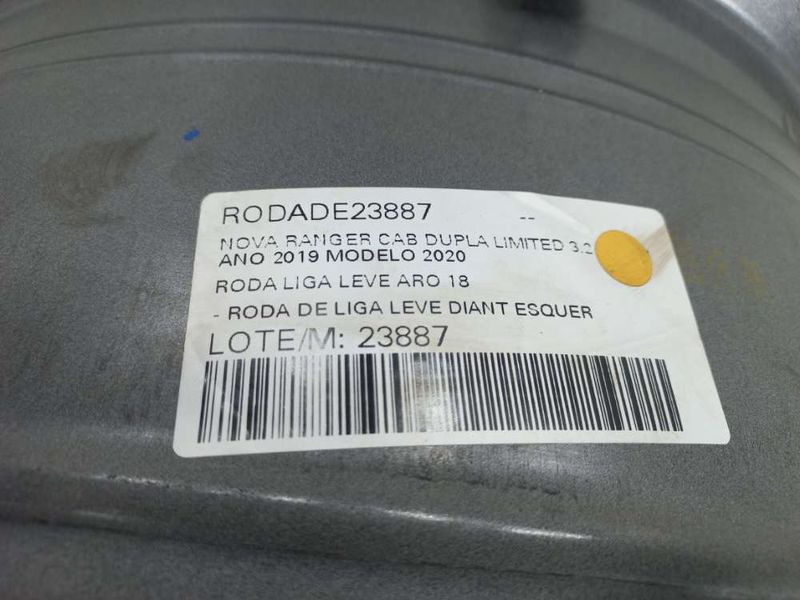 RODADE23887 --
NOVA RANGER CAB DUPLA LIMITED 3.2
ANO 2019 MODELO 2020
RODA LIGA LEVE ARO 18
- RODA DE LIGA LEVE DIANT ESQUER
LOTE/M: 23887